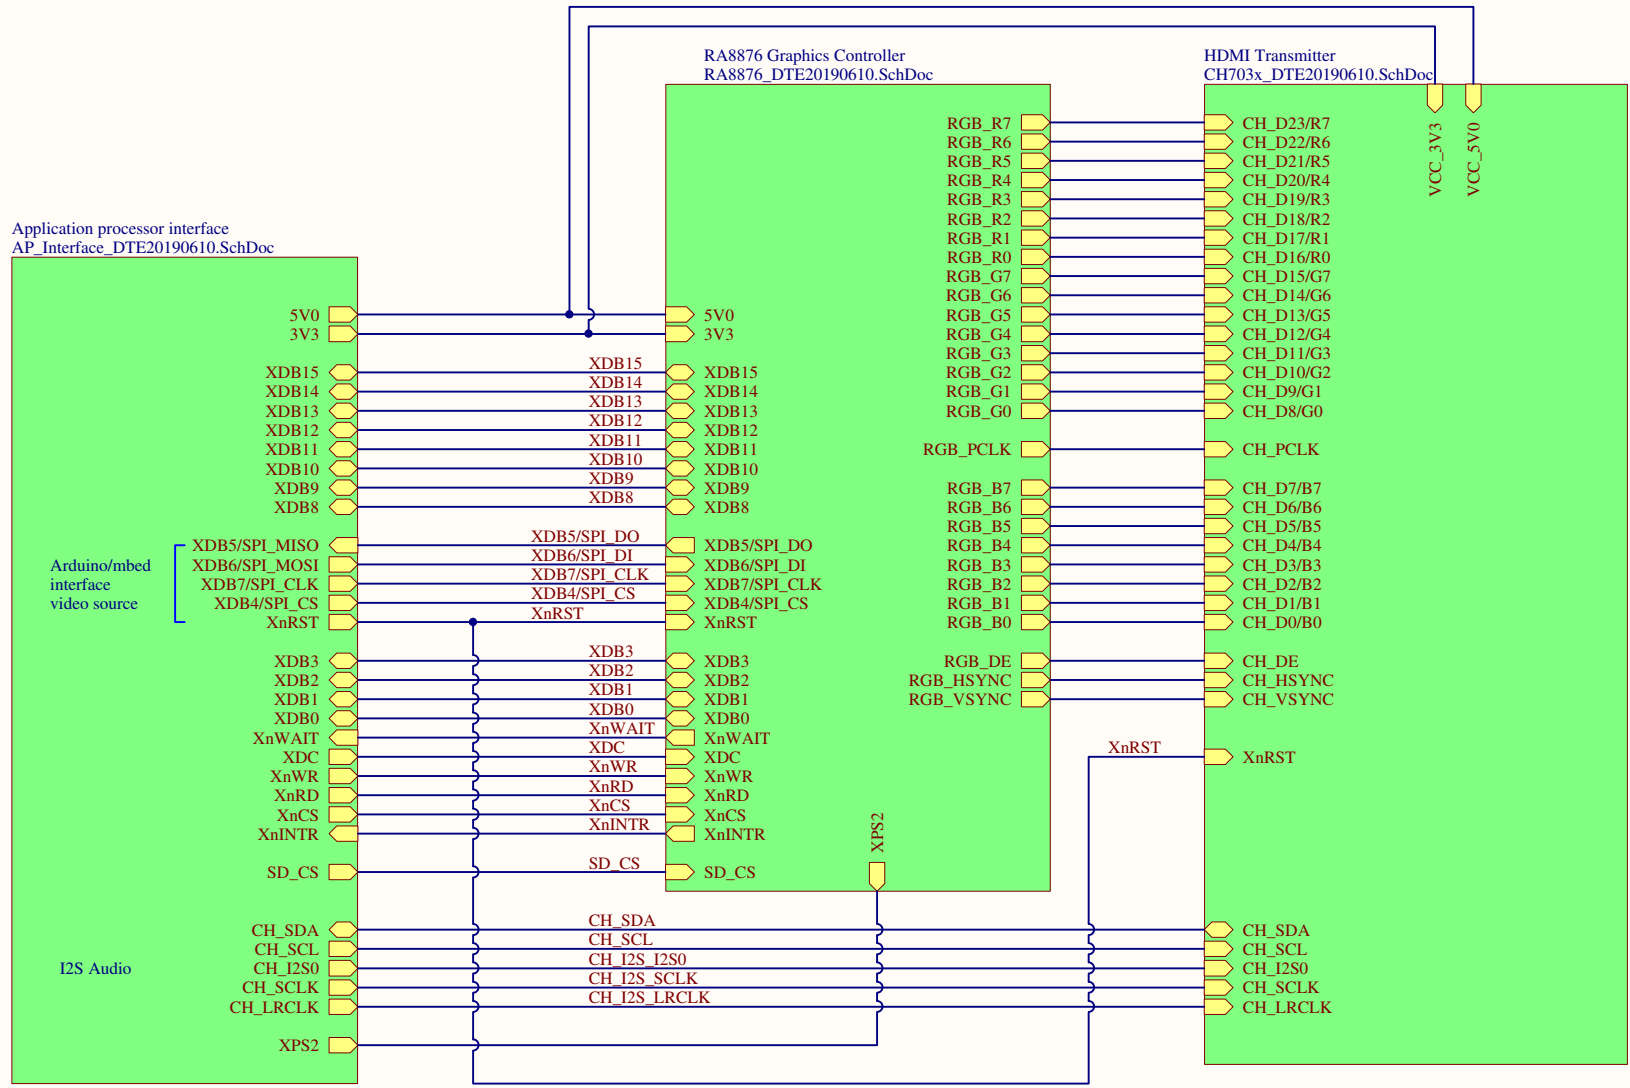 RA8876 Graphics Controller
RA8876_DTE20190610.SchDoc
HDMI Transmitter
CH703x_DTE20190610.SchDoc
VCC_3V3
VCC_5V0
Application processor interface
AP_Interface_DTE20190610.SchDoc
5V0
3V3
XDB15
XDB14
XDB13
XDB12
XDB11
XDB10
XDB9
XDB8
XDB5/SPI_MISO
XDB6/SPI_MOSI
XDB7/SPI_CLK
XDB4/SPI_CS
XnRST
Arduino/mbed
interface
video source
XDB3
XDB2
XDB1
XDB0
XnWAIT
XDC
XnWR
XnRD
XnCS
XnINTR
SD_CS
CH_SDA
CH_SCL
CH_I2S0
CH_SCLK
CH_LRCLK
I2S Audio
XPS2
XDB15
XDB14
XDB13
XDB12
XDB11
XDB10
XDB9
XDB8
XDB5/SPI_DO
XDB6/SPI_DI
XDB7/SPI_CLK
XDB4/SPI_CS
XnRST
XDB3
XDB2
XDB1
XDB0
XnWAIT
XDC
XnWR
XnRD
XnCS
XnINTR
SD_CS
CH_SDA
CH_SCL
CH_I2S_I2S0
CH_I2S_SCLK
CH_I2S_LRCLK
5V0
3V3
XDB15
XDB14
XDB13
XDB12
XDB11
XDB10
XDB9
XDB8
XDB5/SPI_DO
XDB6/SPI_DI
XDB7/SPI_CLK
XDB4/SPI_CS
XnRST
XDB3
XDB2
XDB1
XDB0
XnWAIT
XDC
XnWR
XnRD
XnCS
XnINTR
SD_CS
XPS2
RGB_R7
RGB_R6
RGB_R5
RGB_R4
RGB_R3
RGB_R2
RGB_R1
RGB_R0
RGB_G7
RGB_G6
RGB_G5
RGB_G4
RGB_G3
RGB_G2
RGB_G1
RGB_G0
RGB_PCLK
RGB_B7
RGB_B6
RGB_B5
RGB_B4
RGB_B3
RGB_B2
RGB_B1
RGB_B0
RGB_DE
RGB_HSYNC
RGB_VSYNC
XnRST
CH_D23/R7
CH_D22/R6
CH_D21/R5
CH_D20/R4
CH_D19/R3
CH_D18/R2
CH_D17/R1
CH_D16/R0
CH_D15/G7
CH_D14/G6
CH_D13/G5
CH_D12/G4
CH_D11/G3
CH_D10/G2
CH_D9/G1
CH_D8/G0
CH_PCLK
CH_D7/B7
CH_D6/B6
CH_D5/B5
CH_D4/B4
CH_D3/B3
CH_D2/B2
CH_D1/B1
CH_D0/B0
CH_DE
CH_HSYNC
CH_VSYNC
XnRST
CH_SDA
CH_SCL
CH_I2S0
CH_SCLK
CH_LRCLK